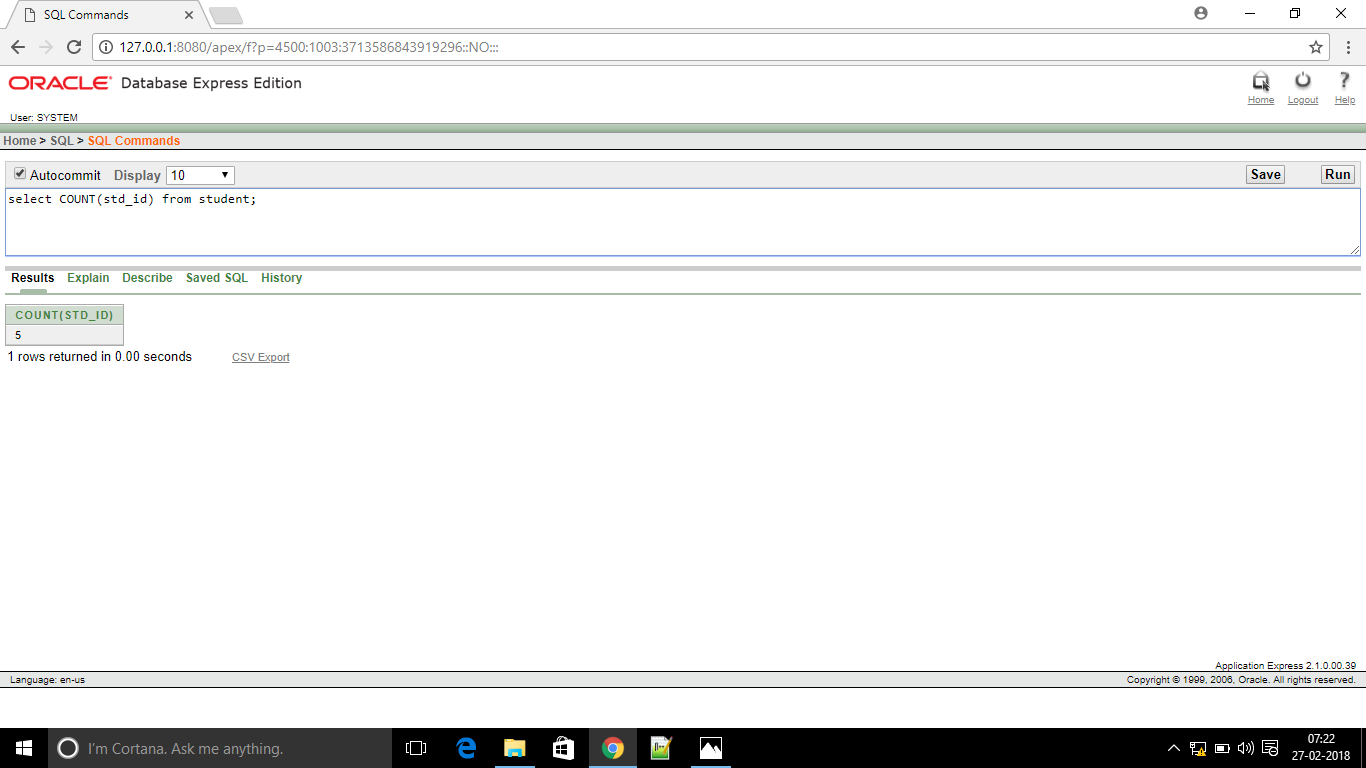 SQL Commands
127.0.0.1:8080/apex/f?p=4500:1003:3713586843919296::NO:::
ORACLE Database Express Edition
Home Logout Help
User: SYSTEM
Home > SQL > SQL Commands
Autocommit Display 10 Save Run
select COUNT(std_id) from student;
Results Explain Describe Saved SQL History
COUNT(STD_ID)
5
1 rows returned in 0.00 seconds CSV Export
Application Express 2.1.0.00.39
Language: en-us Copyright © 1999, 2006, Oracle. All rights reserved.
I'm Cortana. Ask me anything.
07:22
27-02-2018